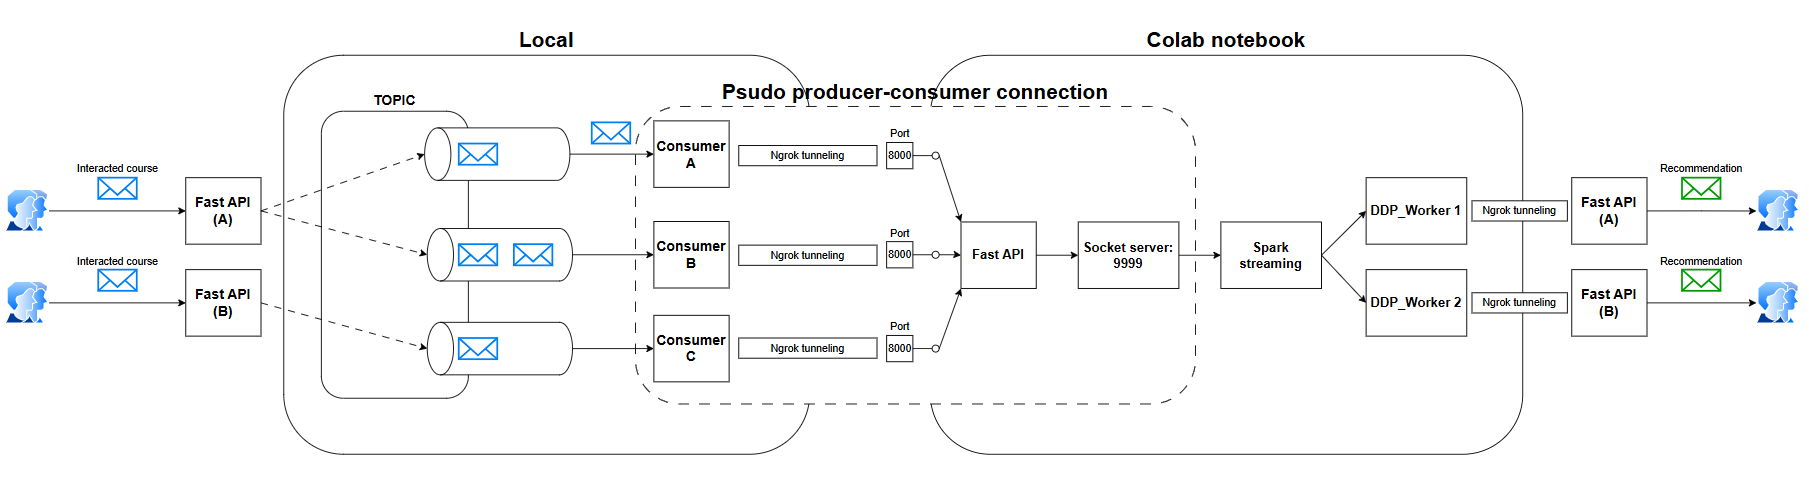 Local
Colab notebook
Psudo producer-consumer connection
TOPIC
Interacted course
Fast API
(A)
Interacted course
Fast API
(B)
Consumer
A
Ngrok tunneling
Port
8000
Consumer
B
Ngrok tunneling
Port
8000
Consumer
C
Ngrok tunneling
Port
8000
Fast API
Socket server:
9999
Spark
streaming
DDP_Worker 1
Ngrok tunneling
Fast API
(A)
Recommendation
DDP_Worker 2
Ngrok tunneling
Fast API
(B)
Recommendation